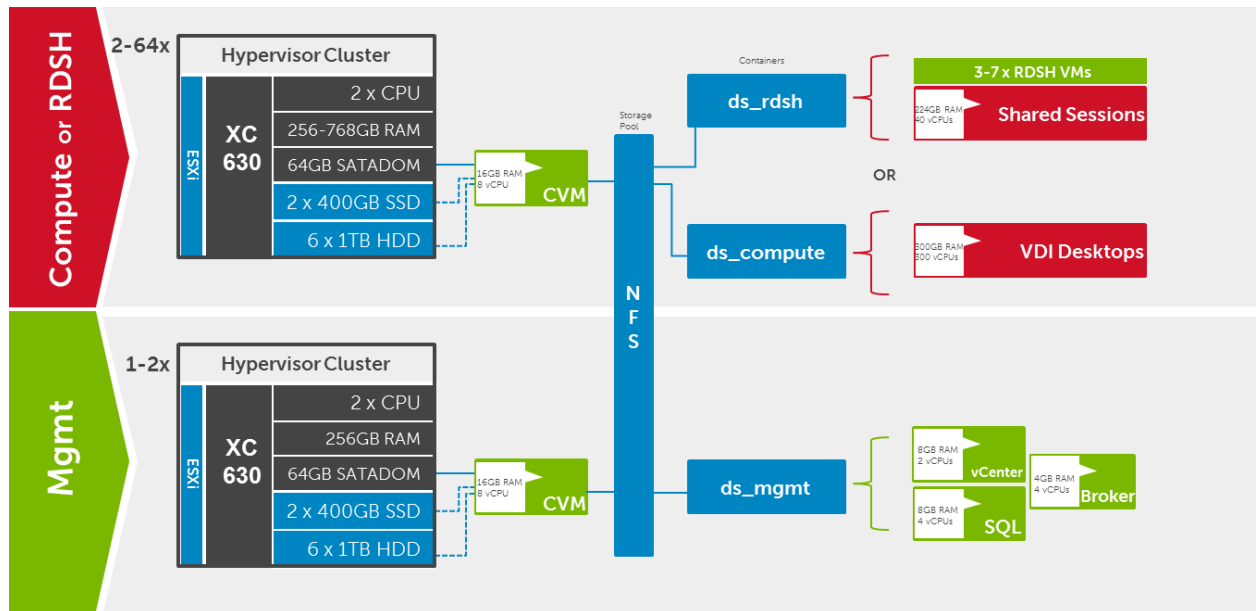 Compute or RDSH
2-64x
Hypervisor Cluster
ESXi
XC
630
2 x CPU
256-768GB RAM
64GB SATADOM
2 x 400GB SSD
6 x 1TB HDD
16GB RAM
8 vCPU
CVM
Storage
Pool
NFS
Containers
ds_rdsh
3-7 x RDSH VMs
224GB RAM
40 vCPUs
Shared Sessions
OR
ds_compute
300GB RAM
300 vCPUs
VDI Desktops
Mgmt
1-2x
Hypervisor Cluster
ESXi
XC
630
2 x CPU
256GB RAM
64GB SATADOM
2 x 400GB SSD
6 x 1TB HDD
16GB RAM
8 vCPU
CVM
ds_mgmt
8GB RAM
2 vCPUs
vCenter
8GB RAM
4 vCPUs
SQL
4GB RAM
4 vCPUs
Broker